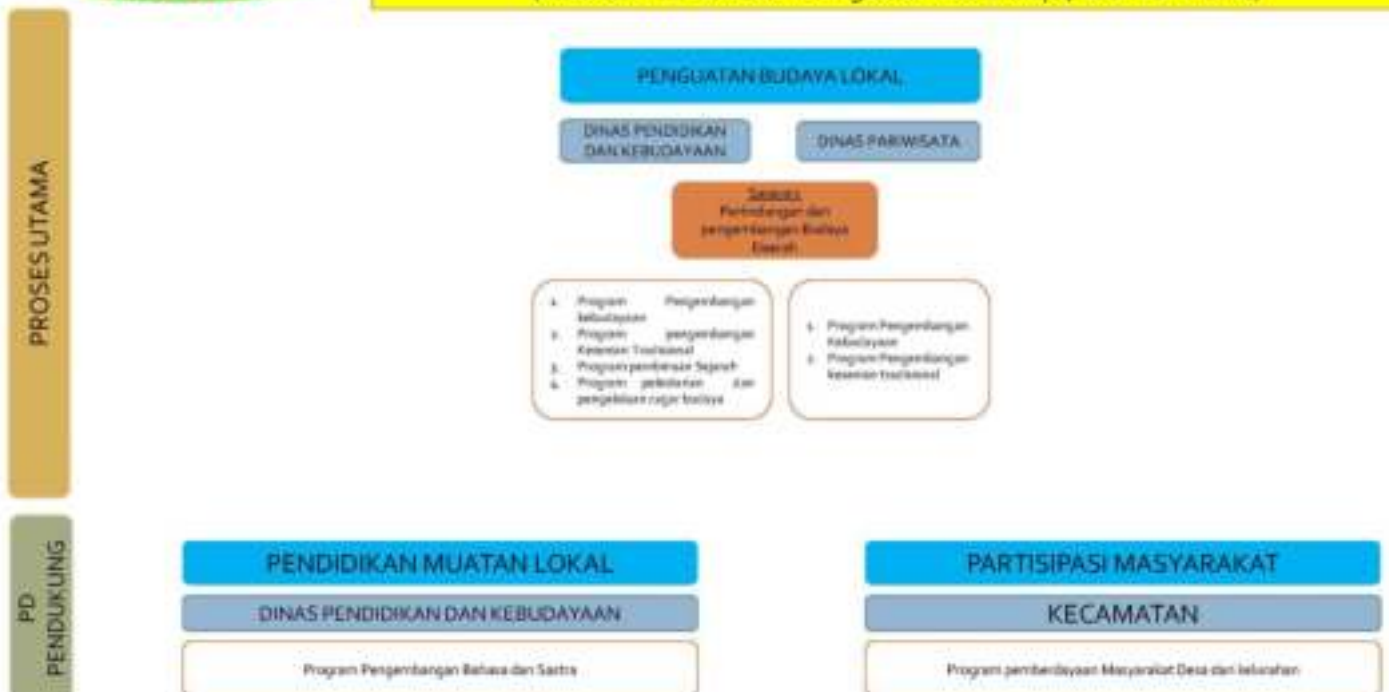 PROSES UTAMA
PENGUATAN BUDAYA LOKAL
DINAS PENDIDIKAN
DAN KEBUDAYAAN
DINAS PARIWISATA
Perlindungan dan
pengembangan Budaya
Daerah
1. Program Pengembangan
kebudayaan
2. Program pengembangan
Kesenian Tradisional
3. Program pembinaan Sejarah
4. Program pelestarian dan
pengelolaan cagar budaya
1. Program Pengembangan
Kebudayaan
2. Program Pengembangan
kesenian tradisional
PD
PENDUKUNG
PENDIDIKAN MUATAN LOKAL
DINAS PENDIDIKAN DAN KEBUDAYAAN
Program Pengembangan Bahasa dan Sastra
PARTISIPASI MASYARAKAT
KECAMATAN
Program pemberdayaan Masyarakat Desa dan kelurahan